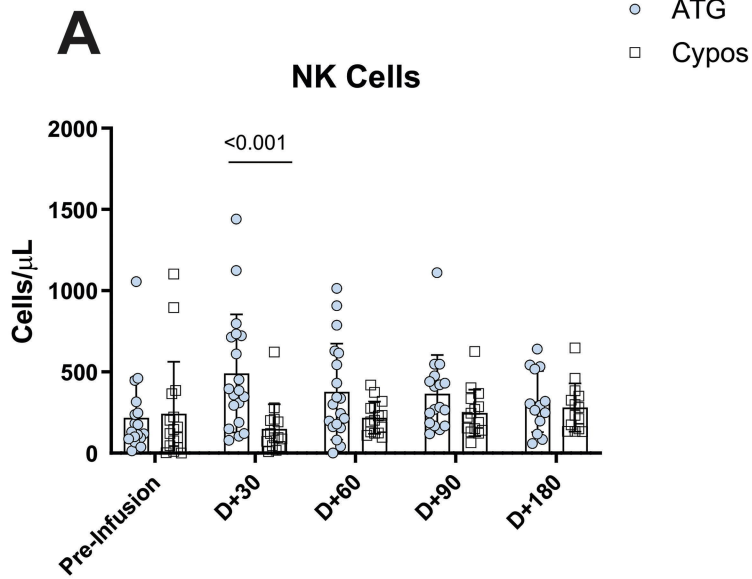 A
ATG
Cypos
NK Cells
<0.001
Cells/μL
2000
1500
1000
500
0
Pre-Infusion
D+30
D+60
D+90
D+180